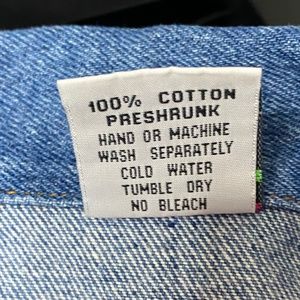 100% COTTON
PRESHRUNK
HAND OR MACHINE
WASH SEPARATELY
COLD WATER
TUMBLE DRY
NO BLEACH